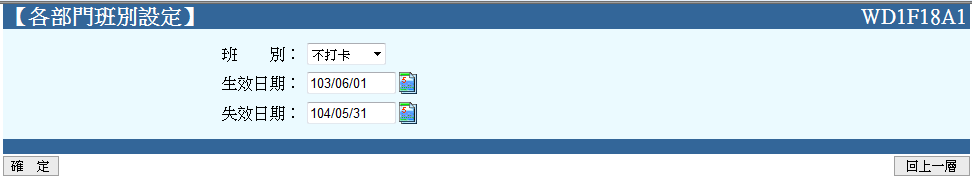 【各部門班別設定】 WD1F18A1
班　別： 不打卡
生效日期： 103/06/01
失效日期： 104/05/31
確 定 回上一層